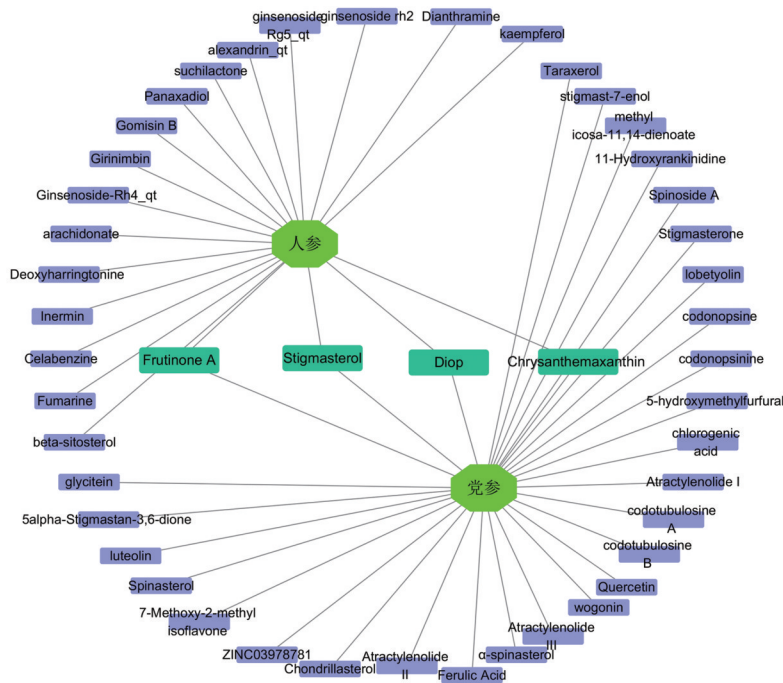 ginsenoside
Rg5_qt
ginsenoside rh2
Dianthramine
kaempferol
alexandrin_qt
suchilactone
Panaxadiol
Gomisin B
Girinimbin
Ginsenoside-Rh4_qt
arachidonate
Deoxyharringtonine
Inermin
Celabenzine
Fumarine
beta-sitosterol
人参
Taraxerol
stigmast-7-enol
methyl
icosa-11,14-dienoate
11-Hydroxyrankinidine
Spinoside A
Stigmasterone
lobetyolin
codonopsine
codonopsinine
5-hydroxymethylfurfural
chlorogenic
acid
Atractylenolide I
codotubulosine
A
codotubulosine
B
Quercetin
wogonin
Atractylenolide
III
α-spinasterol
Ferulic Acid
Atractylenolide
II
Chondrillasterol
ZINC03978781
7-Methoxy-2-methyl
isoflavone
Spinasterol
luteolin
5alpha-Stigmastan-3,6-dione
glycitein
Frutinone A
Stigmasterol
Diop
Chrysanthemaxanthin
党参